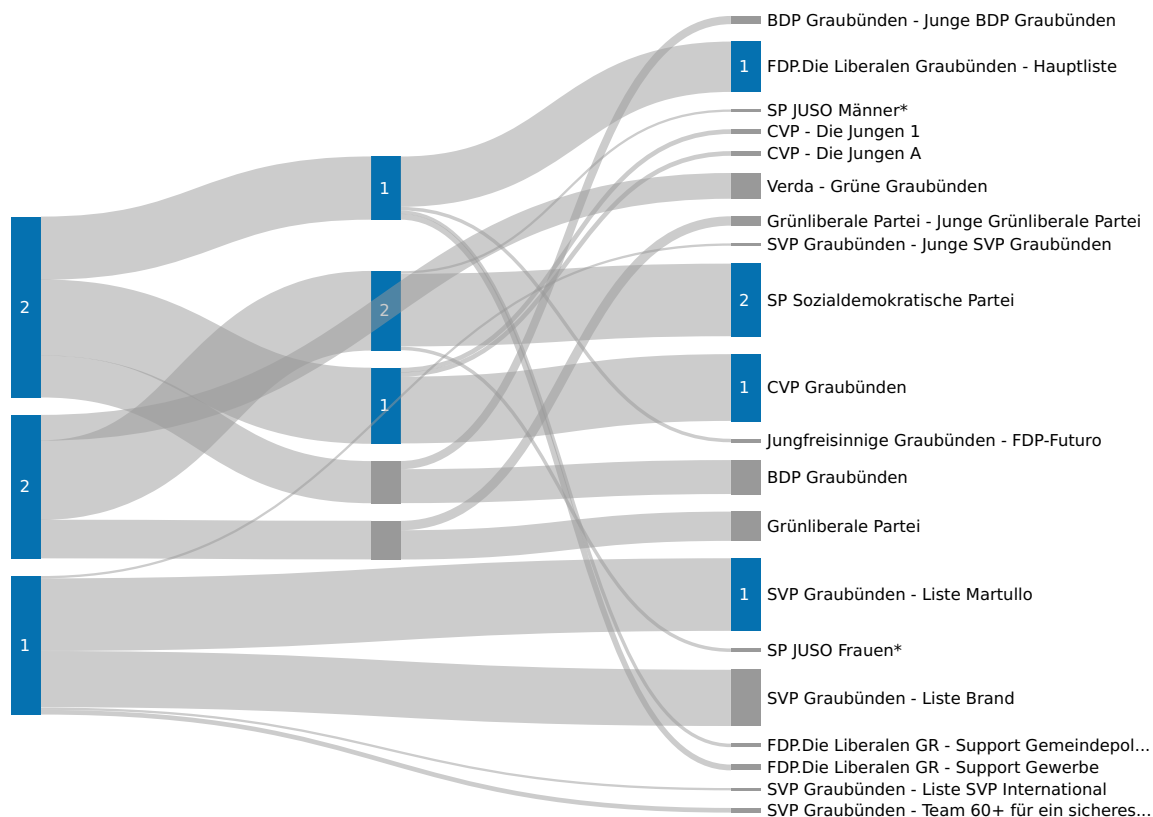 BDP Graubünden - Junge BDP Graubünden
1 FDP.Die Liberalen Graubünden - Hauptliste
SP JUSO Männer*
CVP - Die Jungen 1
CVP - Die Jungen A
1
Verda - Grüne Graubünden
Grünliberale Partei - Junge Grünliberale Partei
SVP Graubünden - Junge SVP Graubünden
2
2
2 SP Sozialdemokratische Partei
1
1 CVP Graubünden
Jungfreisinnige Graubünden - FDP-Futuro
BDP Graubünden
2
Grünliberale Partei
1 SVP Graubünden - Liste Martullo
1
SP JUSO Frauen*
SVP Graubünden - Liste Brand
FDP.Die Liberalen GR - Support Gemeindepol...
FDP.Die Liberalen GR - Support Gewerbe
SVP Graubünden - Liste SVP International
SVP Graubünden - Team 60+ für ein sicheres...